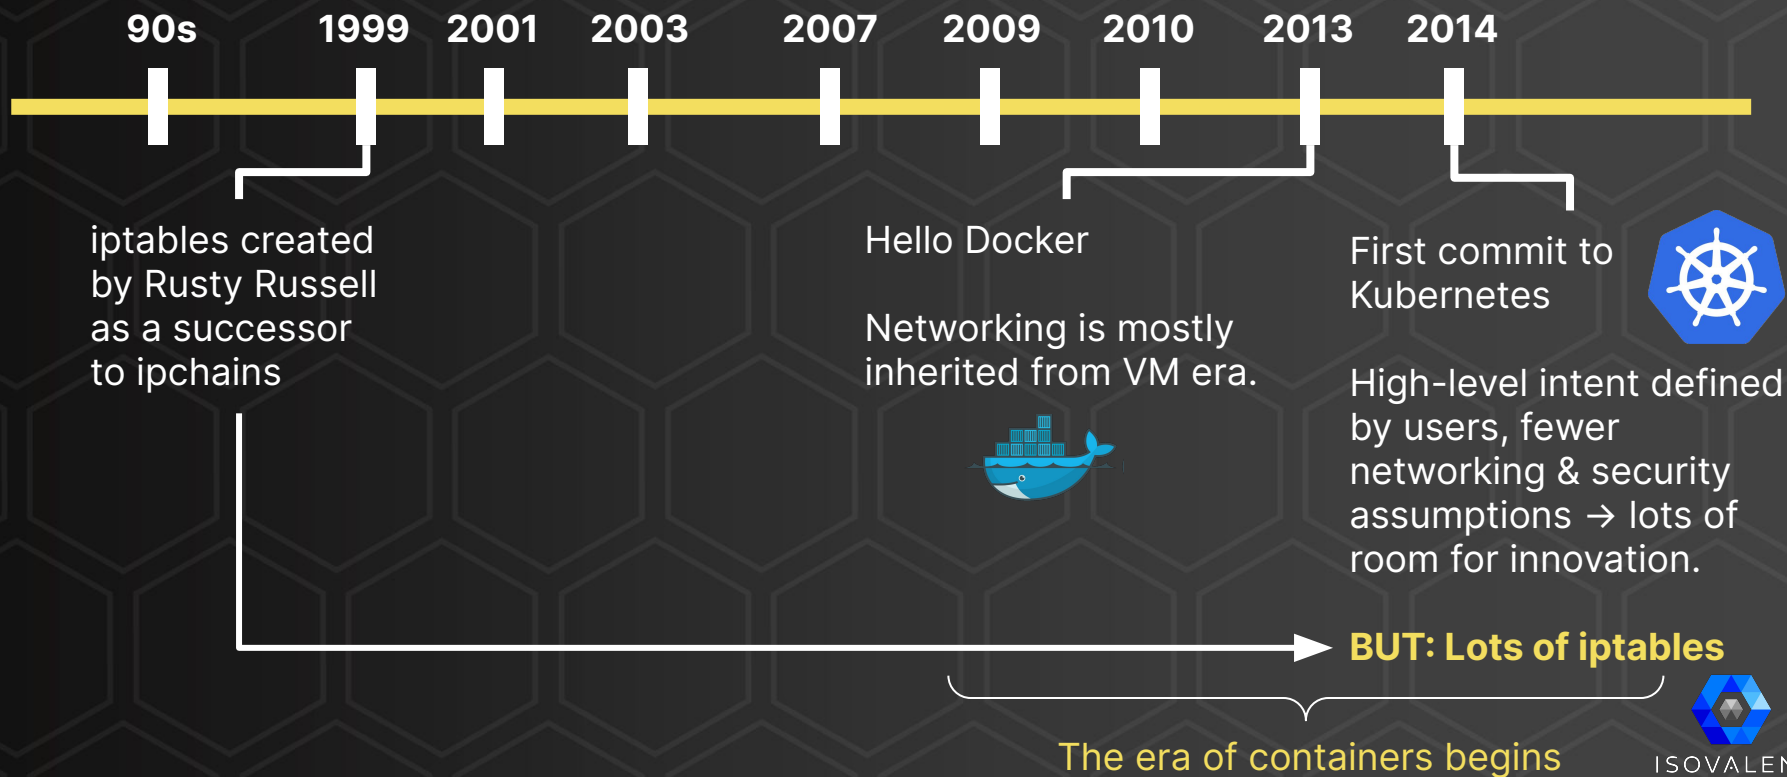 90s 1999 2001 2003 2007 2009 2010 2013 2014
iptables created
by Rusty Russell
as a successor
to ipchains
Hello Docker
Networking is mostly
inherited from VM era.
First commit to
Kubernetes
High-level intent defined
by users, fewer
networking & security
assumptions → lots of
room for innovation.
BUT: Lots of iptables
The era of containers begins
ISOVALEN